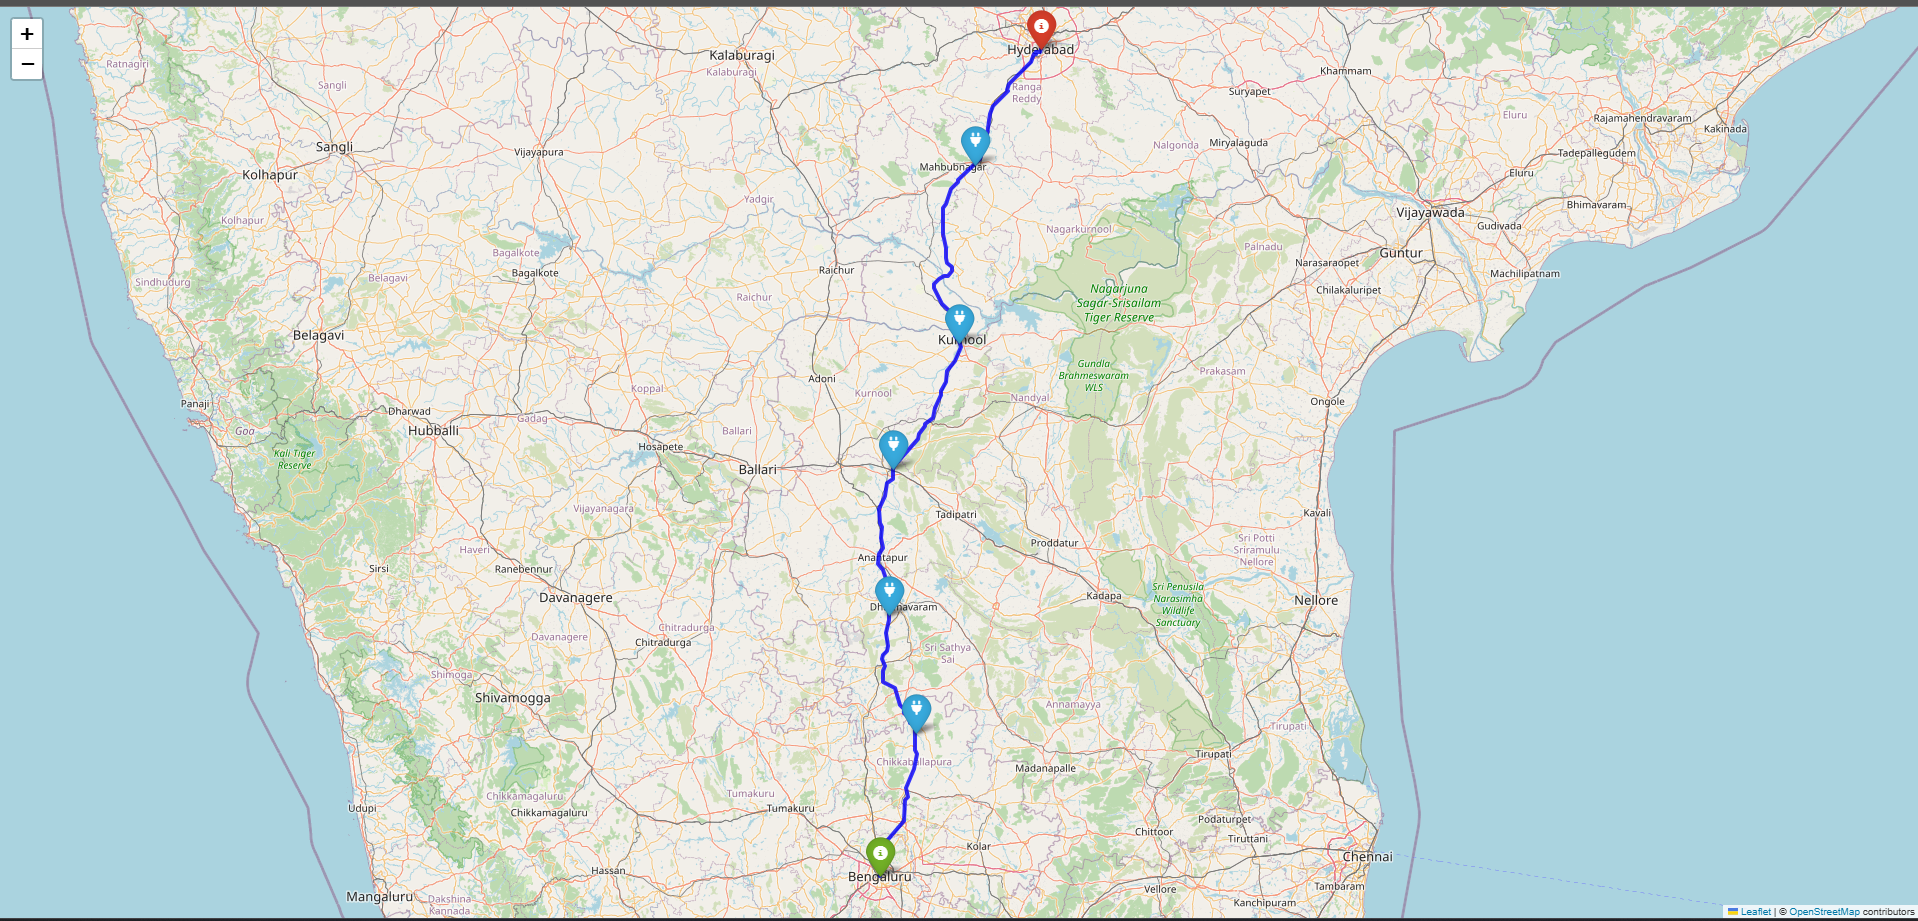 +
−
Hyderabad
Kalaburagi
Kalaburagi
Ratnagiri
Sangli
Khammam
Suryapet
Ranga
Reddy
Eluru
Rajamahendravaram
Kakinada
Sangli
Vijayapura
Miryalaguda
Nalgonda
Tadepallegudem
Kolhapur
Mahbubnagar
Eluru
Yadgir
Bhimavaram
Kolhapur
Vijayawada
Gudivada
Nagarkurnool
Palnadu
Bagalkote
Guntur
Narasaraopet
Bagalkote
Raichur
Machilipatnam
Belagavi
Sindhudurg
Chilakaluripet
Nagarjuna
Sagar-Srisailam
Tiger Reserve
Raichur
Belagavi
Kurnool
Gundla
Brahmeswaram
WLS
Prakasam
Adoni
Koppal
Kurnool
Nandyal
Panaji
Dharwad
Gadag
Ongole
Goa
Hubballi
Ballari
Hosapete
Kali Tiger
Reserve
Ballari
Vijayanagara
Tadipatri
Kavali
Haveri
Proddatur
Sri Potti
Sriramulu
Nellore
Anantapur
Sirsi
Ranebennur
Davanagere
Dharmavaram
Kadapa
Sri Penusila
Narasimha
Wildlife
Sanctuary
Nellore
Chitradurga
Davanagere
Chitradurga
Sri Sathya
Sai
Shimoga
Shivamogga
Annamayya
Tirupati
Chikkaballapura
Tirupati
Madanapalle
Tumakuru
Chikkamagaluru
Udupi
Tumakuru
Chikkamagaluru
Podaturpet
Chittoor
Tiruttani
Kolar
Chennai
Hassan
Bengaluru
Tambaram
Vellore
Mangaluru
Dakshina
Kannada
Kanchipuram
Leaflet | © OpenStreetMap contributors